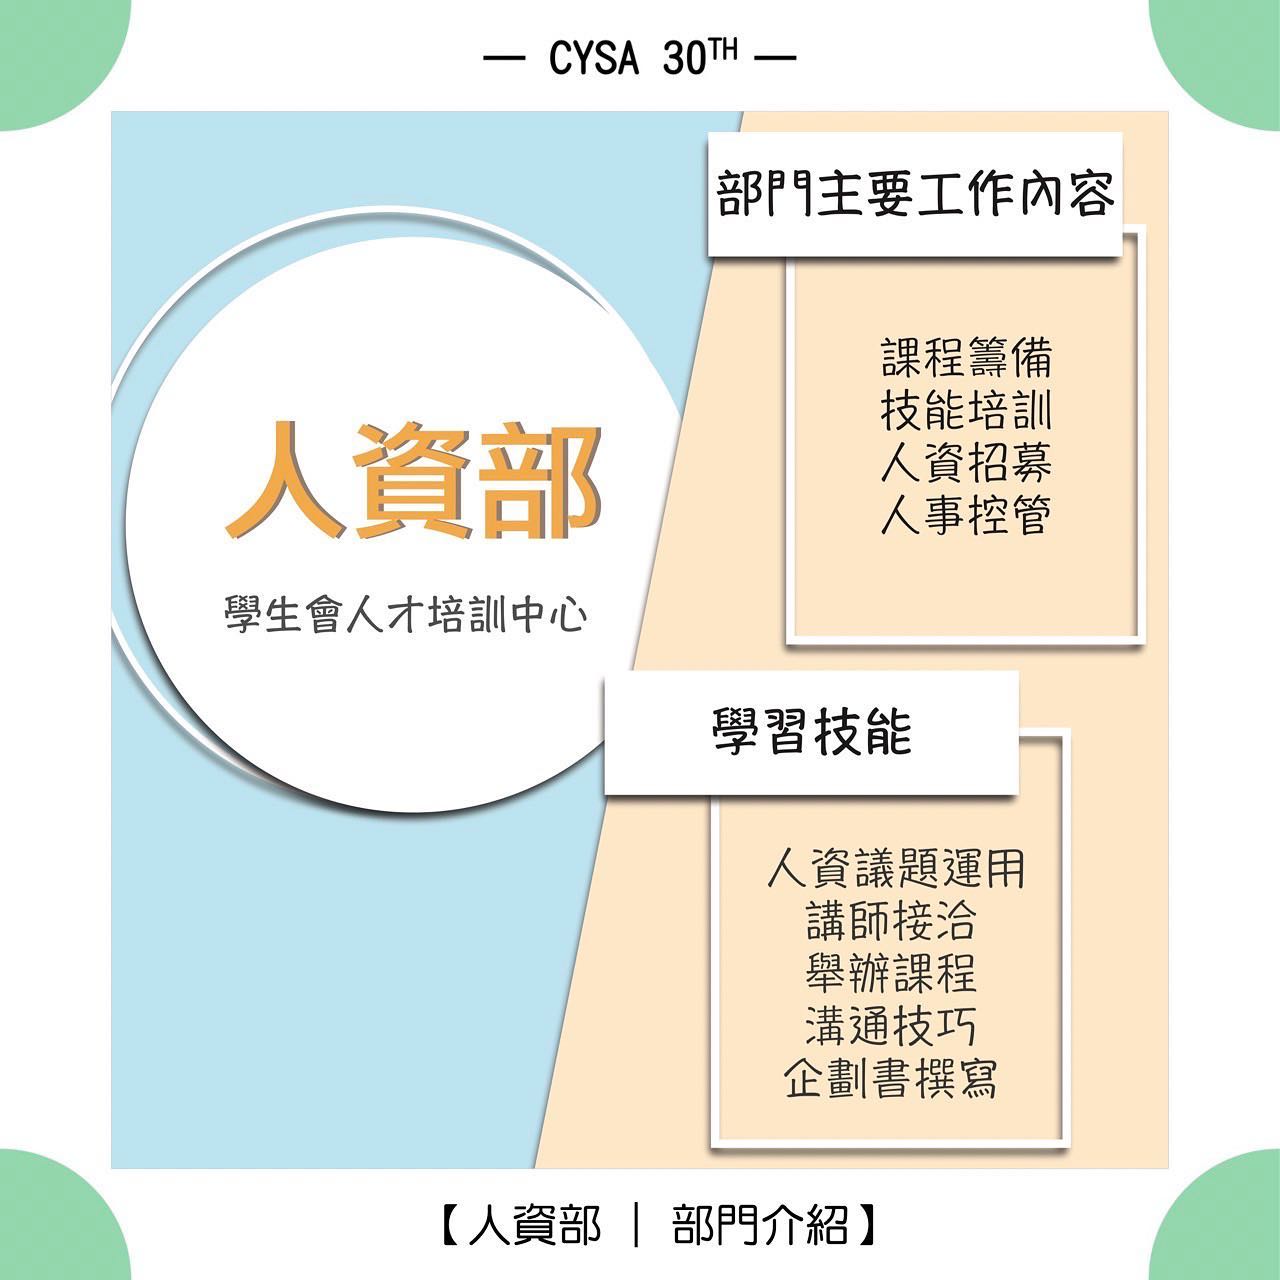 — CYSA 30TH —
人資部
學生會人才培訓中心
部門主要工作內容
課程籌備
技能培訓
人資招募
人事控管
學習技能
人資議題運用
講師接洽
舉辦課程
溝通技巧
企劃書撰寫
【人資部｜部門介紹】